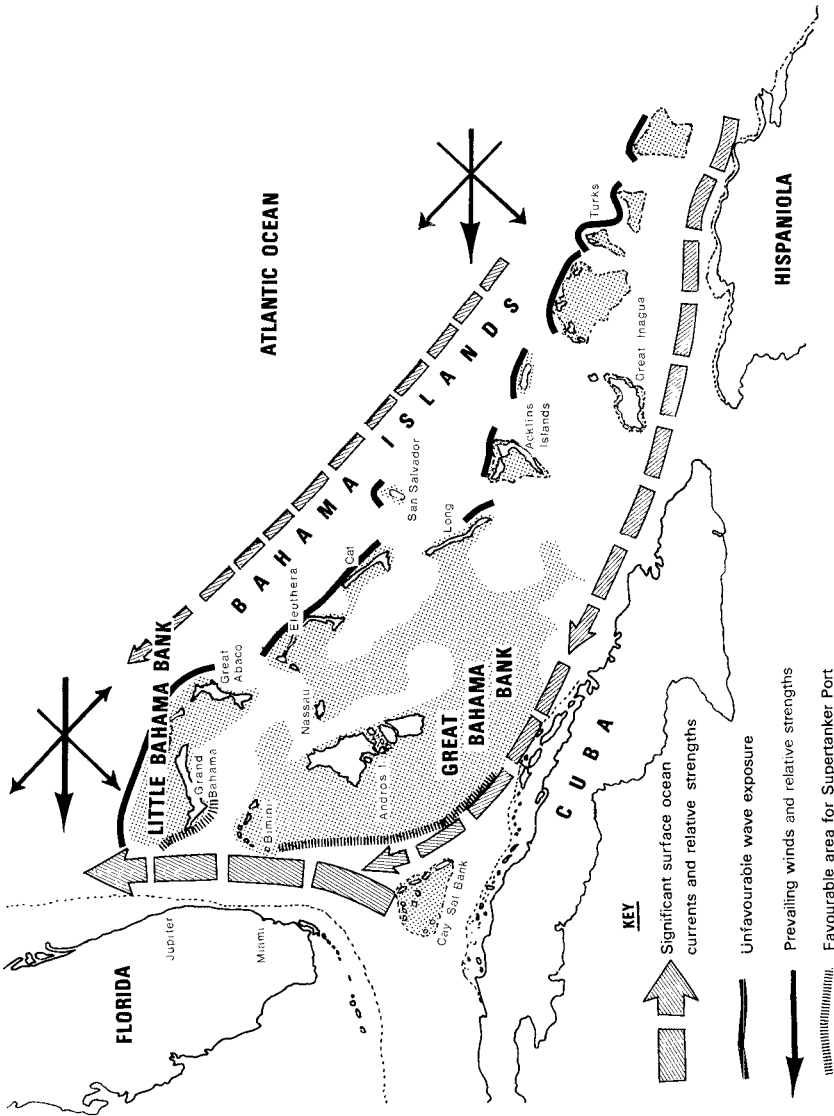 ATLANTIC OCEAN
FLORIDA
Jupiter
Miami
LITTLE BAHAMA BANK
Grand
Bahama
Great
Abaco
BAHAMA ISLANDS
Bimini
Nassau
Eleuthera
Cat
San Salvador
Andros I
GREAT
BAHAMA
BANK
Long
Acklins
Islands
Turks
Great Inagua
Cay Sal Bank
CUBA
HISPANIOLA
KEY
Significant surface ocean
currents and relative strengths
Unfavourable wave exposure
Prevailing winds and relative strengths
Favourable area for Supertanker Port